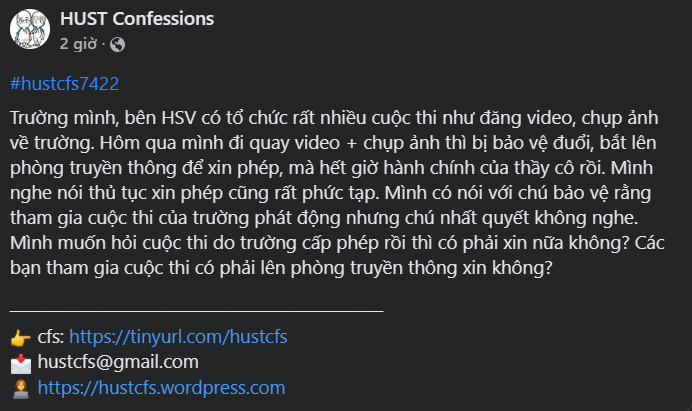 HUST Confessions
2 giờ ·
#hustcfs7422
Trường mình, bên HSV có tổ chức rất nhiều cuộc thi như đăng video, chụp ảnh
về trường. Hôm qua mình đi quay video + chụp ảnh thì bị bảo vệ đuổi, bắt lên
phòng truyền thông để xin phép, mà hết giờ hành chính của thầy cô rồi. Mình
nghe nói thủ tục xin phép cũng rất phức tạp. Mình có nói với chú bảo vệ rằng
tham gia cuộc thi của trường phát động nhưng chú nhất quyết không nghe.
Mình muốn hỏi cuộc thi do trường cấp phép rồi thì có phải xin nữa không? Các
bạn tham gia cuộc thi có phải lên phòng truyền thông xin không?
👉 cfs: https://tinyurl.com/hustcfs
📩 hustcfs@gmail.com
👩‍💻 https://hustcfs.wordpress.com